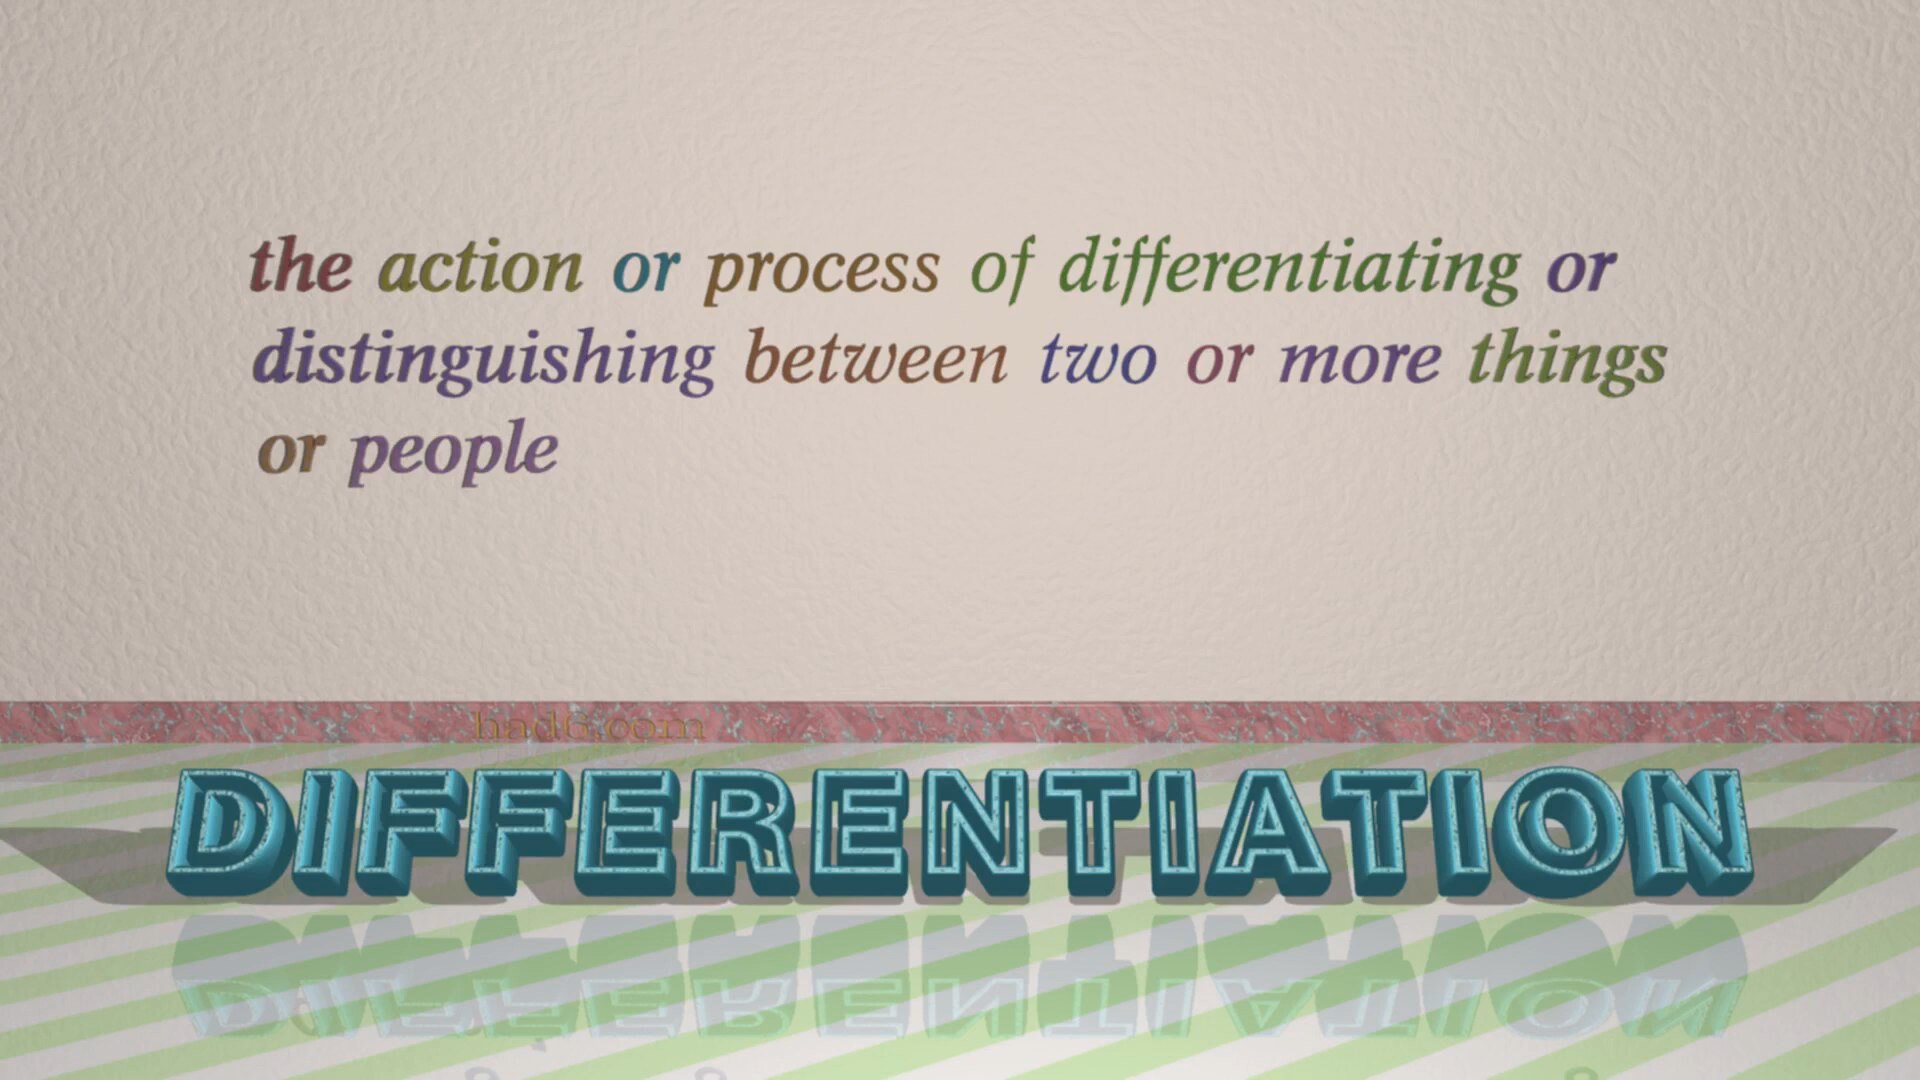 the action or process of differentiating or
distinguishing between two or more things
or people
had6.com
DIFFERENTIATION